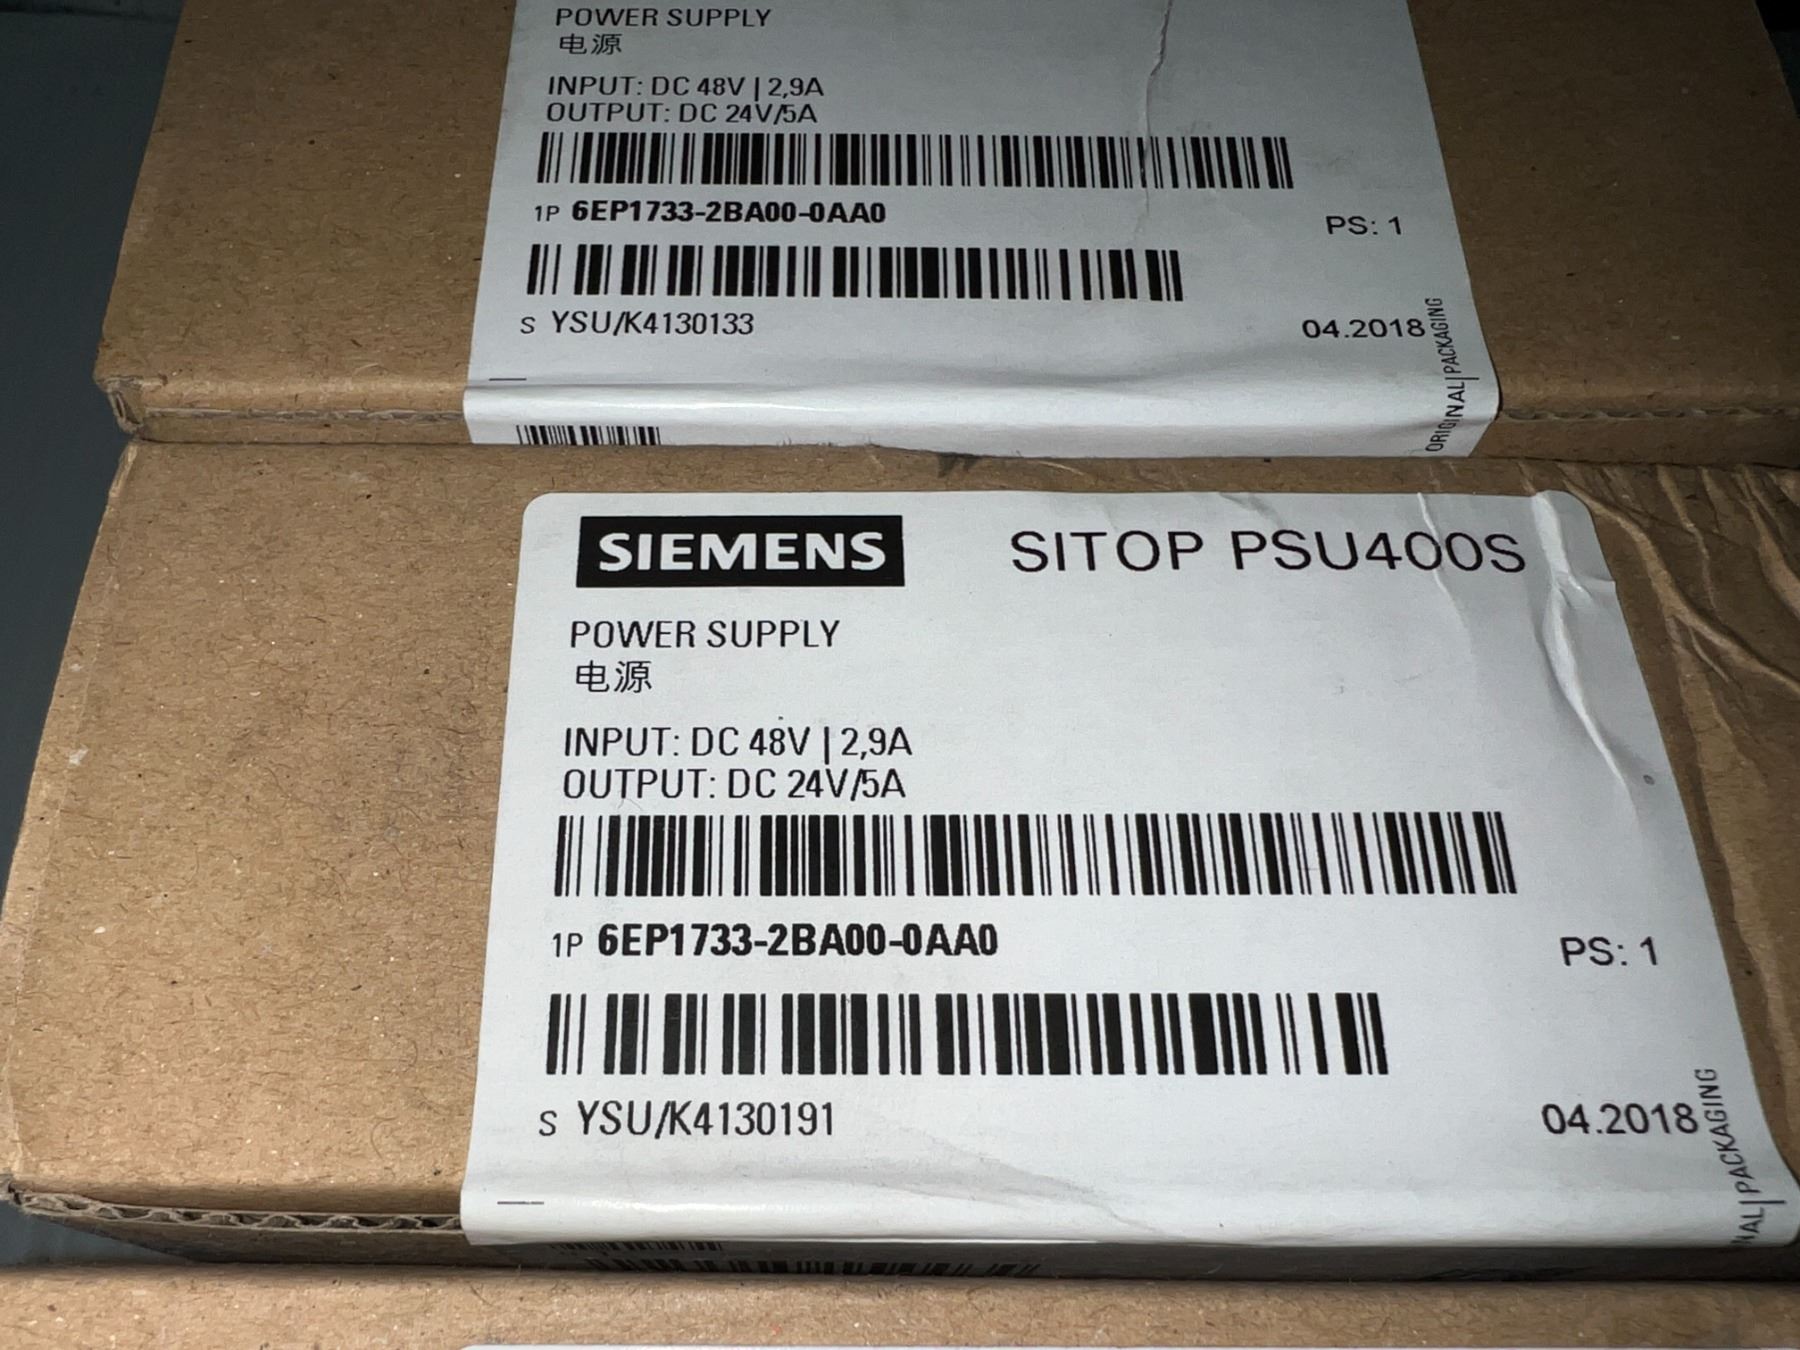 POWER SUPPLY
电源
INPUT: DC 48V | 2,9A
OUTPUT: DC 24V/5A
1P 6EP1733-2BA00-0AA0
PS: 1
S YSU/K4130133
04.2018
ORIGINAL|PACKAGING
SIEMENS
SITOP PSU400S
POWER SUPPLY
电源
INPUT: DC 48V | 2,9A
OUTPUT: DC 24V/5A
1P 6EP1733-2BA00-0AA0
PS: 1
S YSU/K4130191
04.2018
NAL|PACKAGING